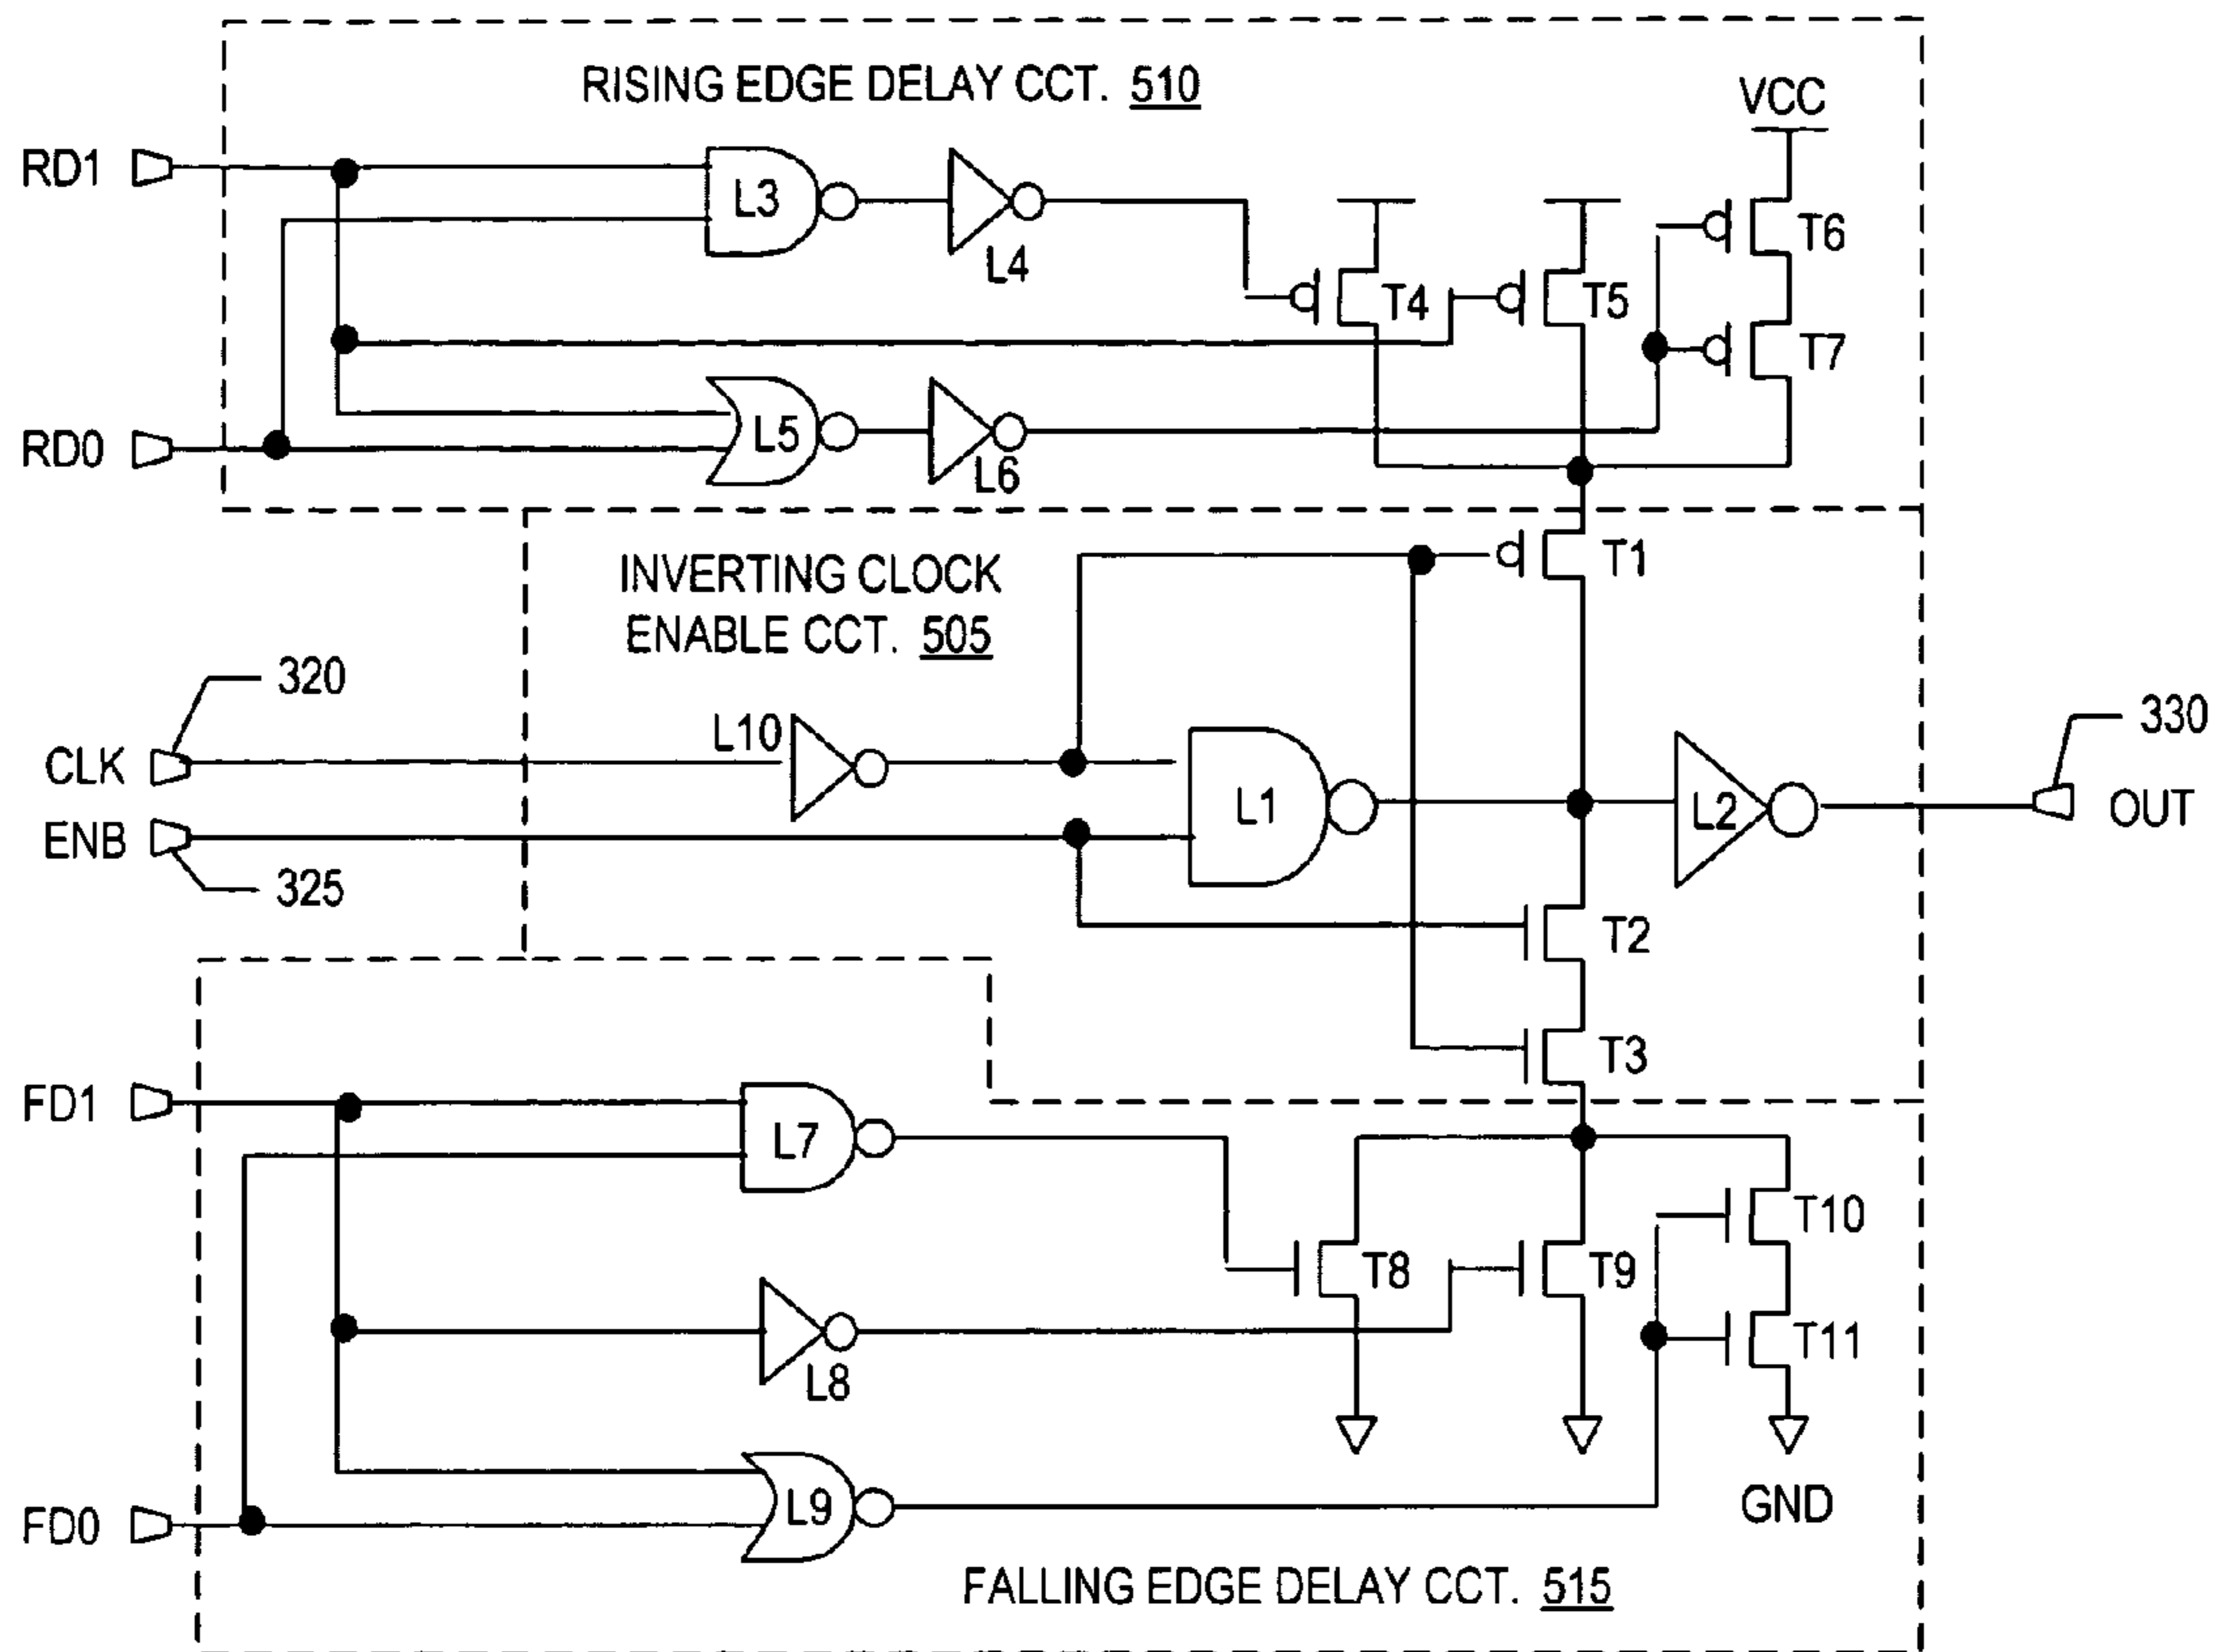 RISING EDGE DELAY CCT. 510
VCC
RD1
L3
L4
T4
T5
T6
T7
RD0
L5
L6
INVERTING CLOCK
ENABLE CCT. 505
T1
320
CLK
L10
L1
L2
330
OUT
ENB
325
T2
T3
FD1
L7
T8
T9
T10
T11
L8
GND
FD0
L9
FALLING EDGE DELAY CCT. 515